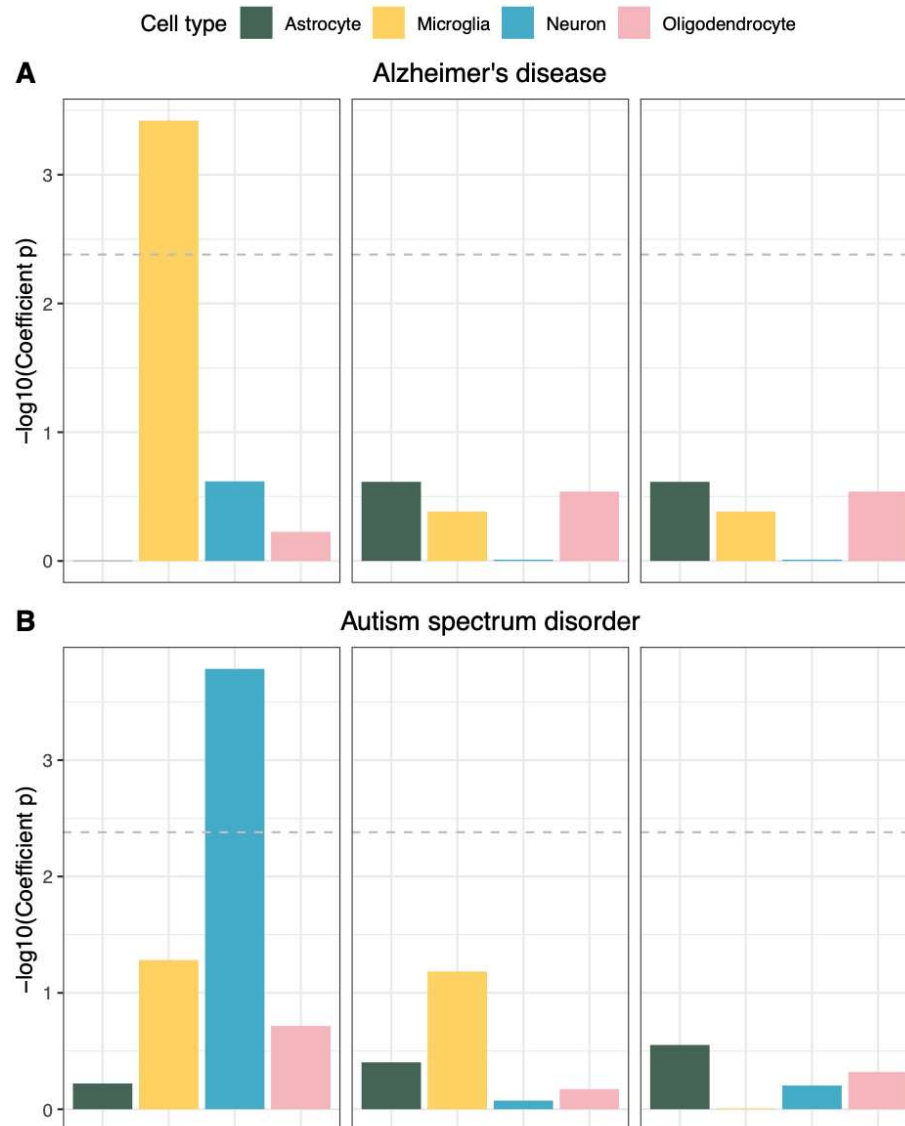 Cell type Astrocyte Microglia Neuron Oligodendrocyte
A Alzheimer's disease
3
2
1
0
−log10(Coefficient p)
B Autism spectrum disorder
3
2
1
0
−log10(Coefficient p)